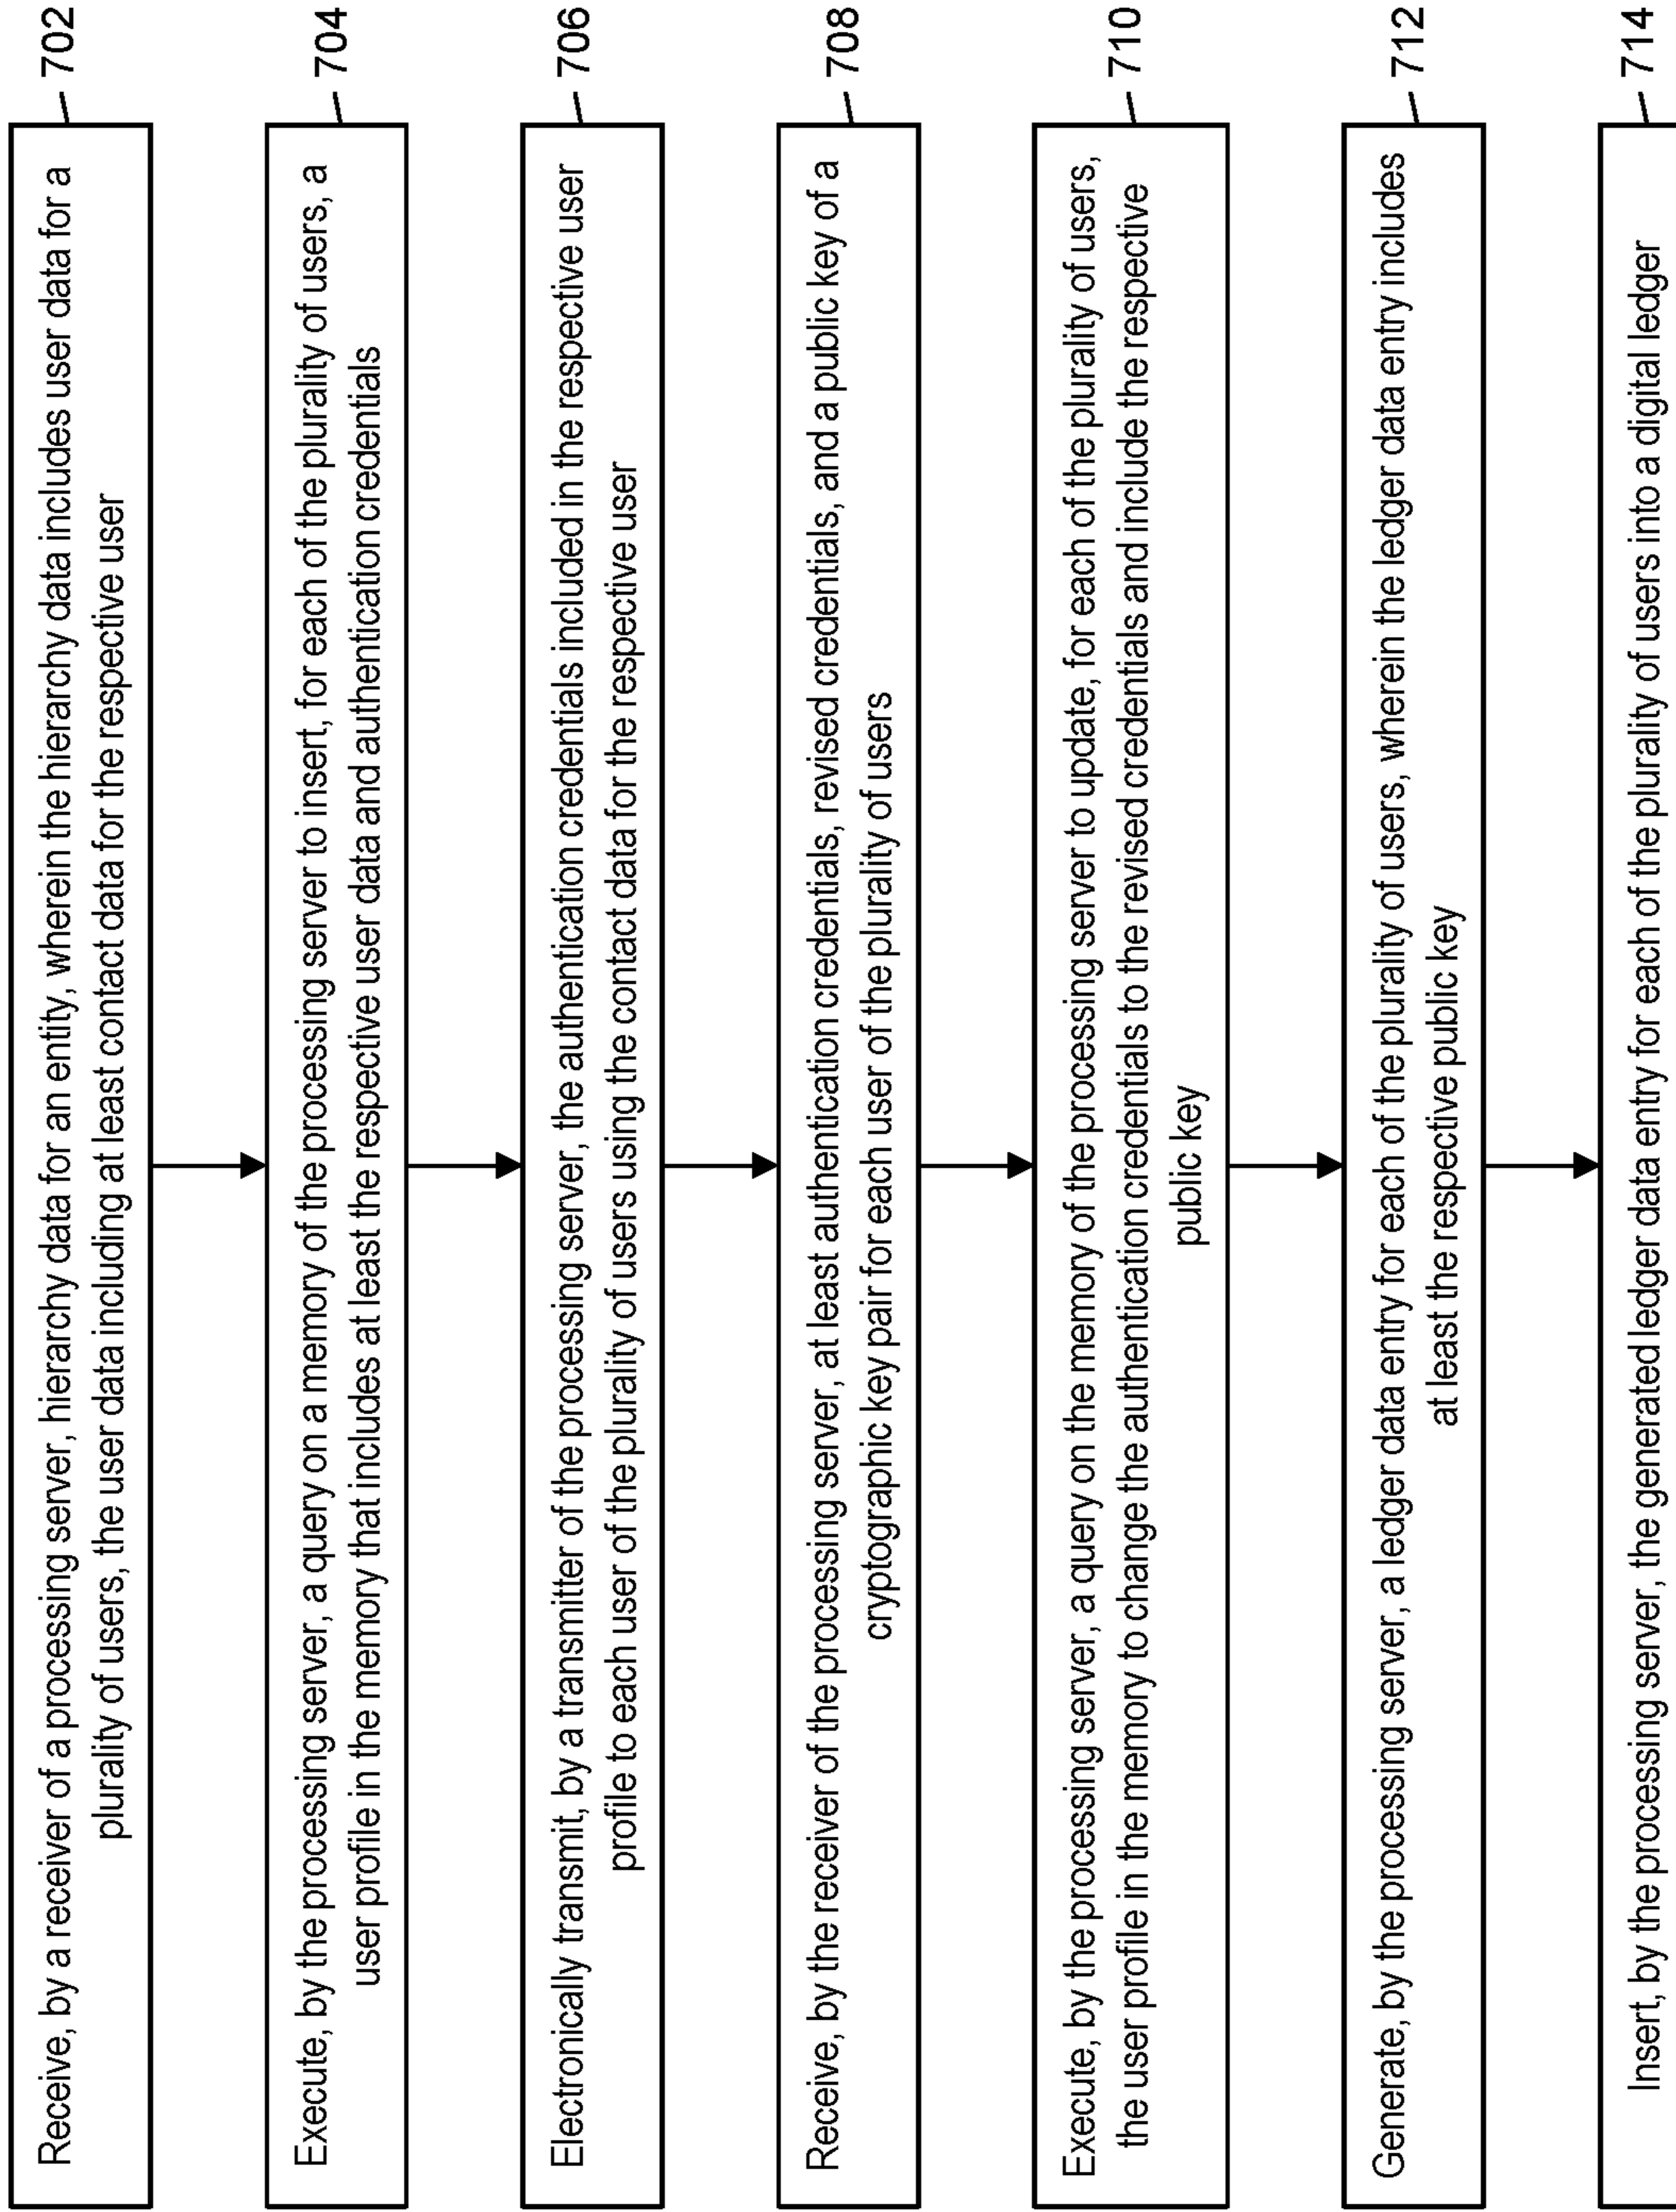 Receive, by a receiver of a processing server, hierarchy data for an entity, wherein the hierarchy data includes user data for a
plurality of users, the user data including at least contact data for the respective user
702
Execute, by the processing server, a query on a memory of the processing server to insert, for each of the plurality of users, a
user profile in the memory that includes at least the respective user data and authentication credentials
704
Electronically transmit, by a transmitter of the processing server, the authentication credentials included in the respective user
profile to each user of the plurality of users using the contact data for the respective user
706
Receive, by the receiver of the processing server, at least authentication credentials, revised credentials, and a public key of a
cryptographic key pair for each user of the plurality of users
708
Execute, by the processing server, a query on the memory of the processing server to update, for each of the plurality of users,
the user profile in the memory to change the authentication credentials to the revised credentials and include the respective
public key
710
Generate, by the processing server, a ledger data entry for each of the plurality of users, wherein the ledger data entry includes
at least the respective public key
712
Insert, by the processing server, the generated ledger data entry for each of the plurality of users into a digital ledger
714